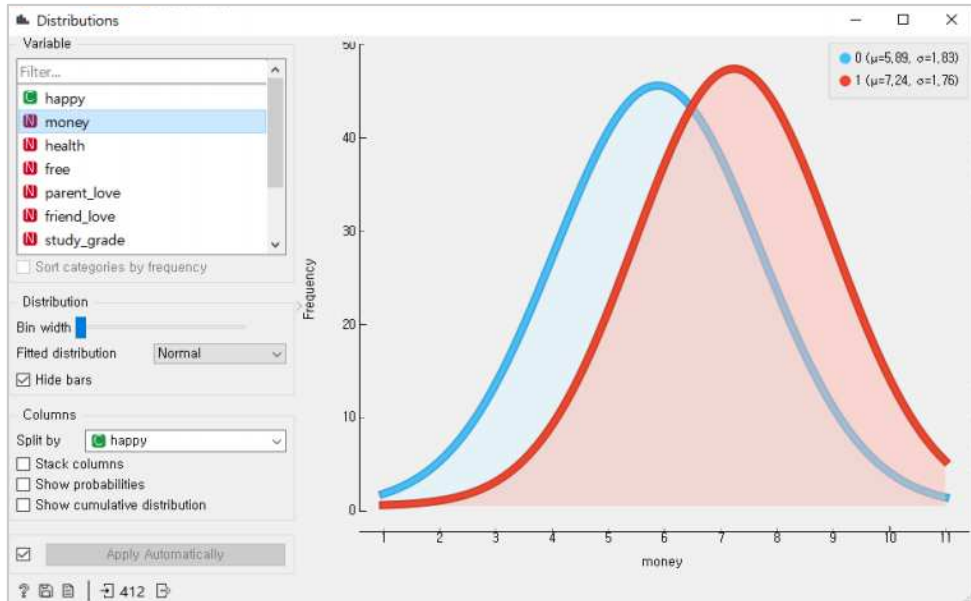 Distributions
Variable
Filter...
C happy
N money
N health
N free
N parent_love
N friend_love
N study_grade
Sort categories by frequency
Distribution
Bin width
Fitted distribution Normal
Hide bars
Columns
Split by C happy
Stack columns
Show probabilities
Show cumulative distribution
Apply Automatically
? 412
50
40
30
20
10
0
Frequency
0 (μ=5,89, σ=1,83)
1 (μ=7,24, σ=1,76)
1 2 3 4 5 6 7 8 9 10 11
money